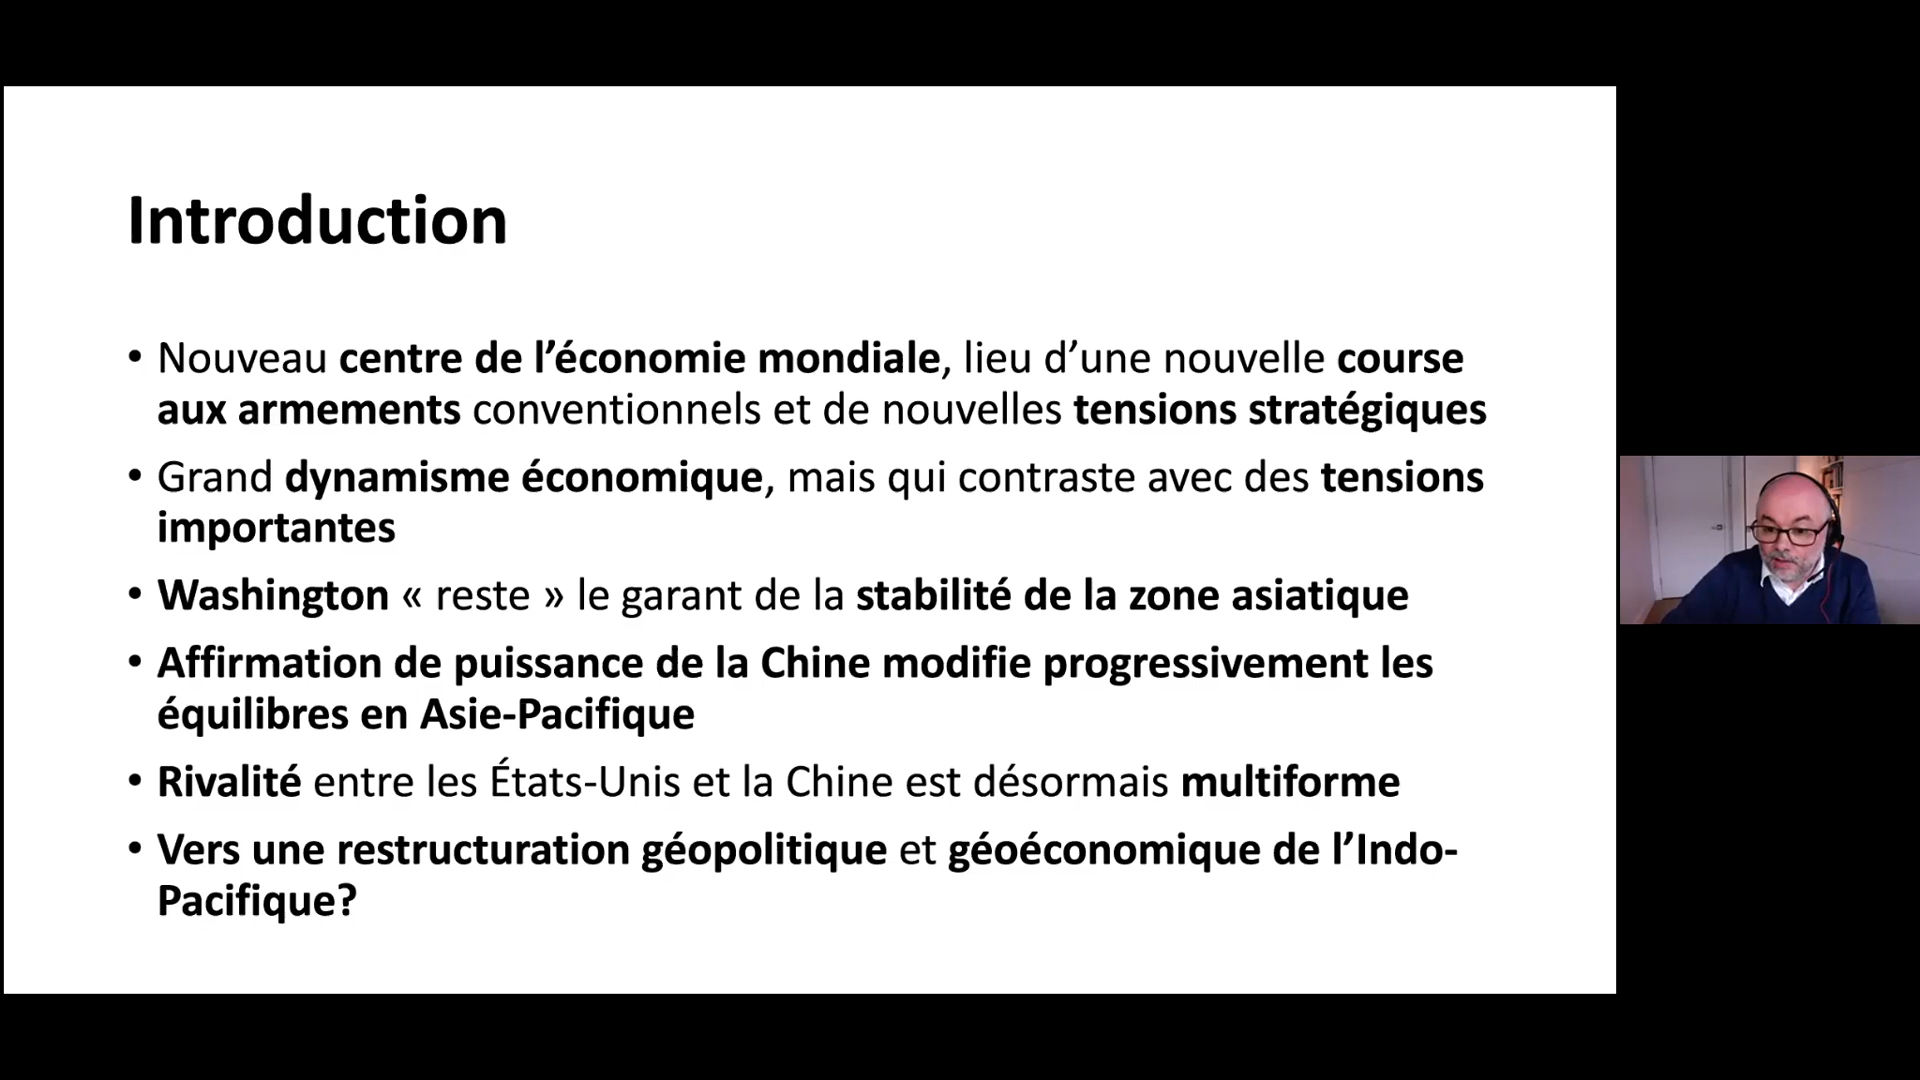 Introduction
• Nouveau centre de l’économie mondiale, lieu d’une nouvelle course
aux armements conventionnels et de nouvelles tensions stratégiques
• Grand dynamisme économique, mais qui contraste avec des tensions
importantes
• Washington « reste » le garant de la stabilité de la zone asiatique
• Affirmation de puissance de la Chine modifie progressivement les
équilibres en Asie-Pacifique
• Rivalité entre les États-Unis et la Chine est désormais multiforme
• Vers une restructuration géopolitique et géoéconomique de l’Indo-
Pacifique?